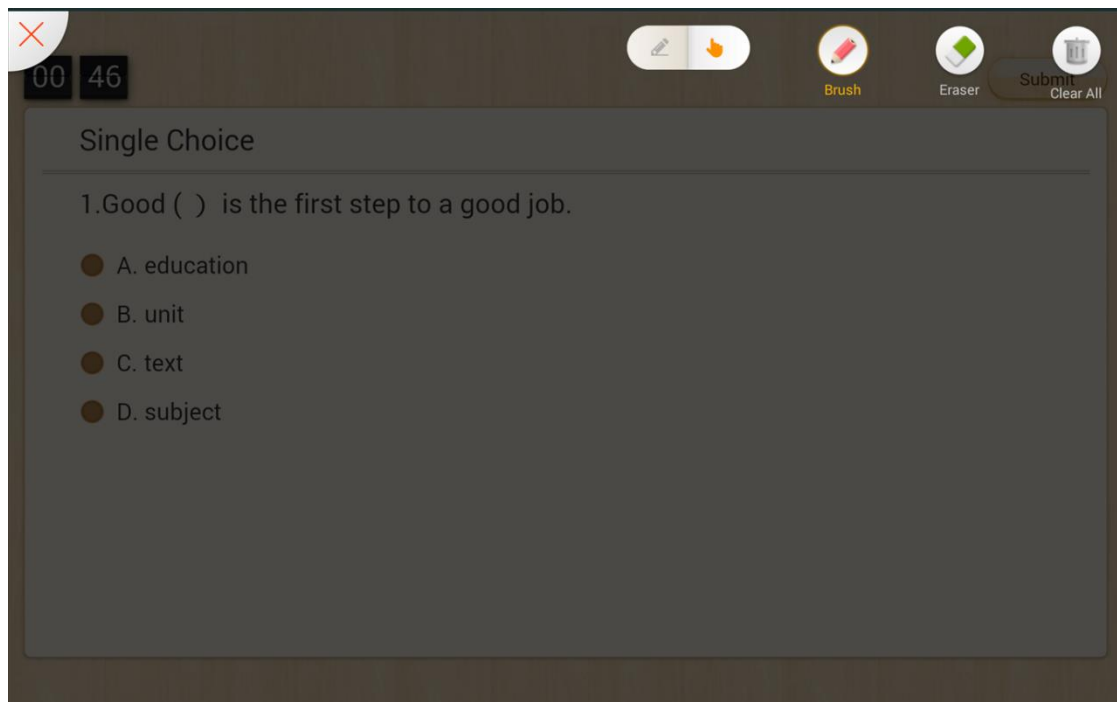 00 46
Brush
Eraser
Submit
Clear All
Single Choice
1.Good ( ) is the first step to a good job.
A. education
B. unit
C. text
D. subject